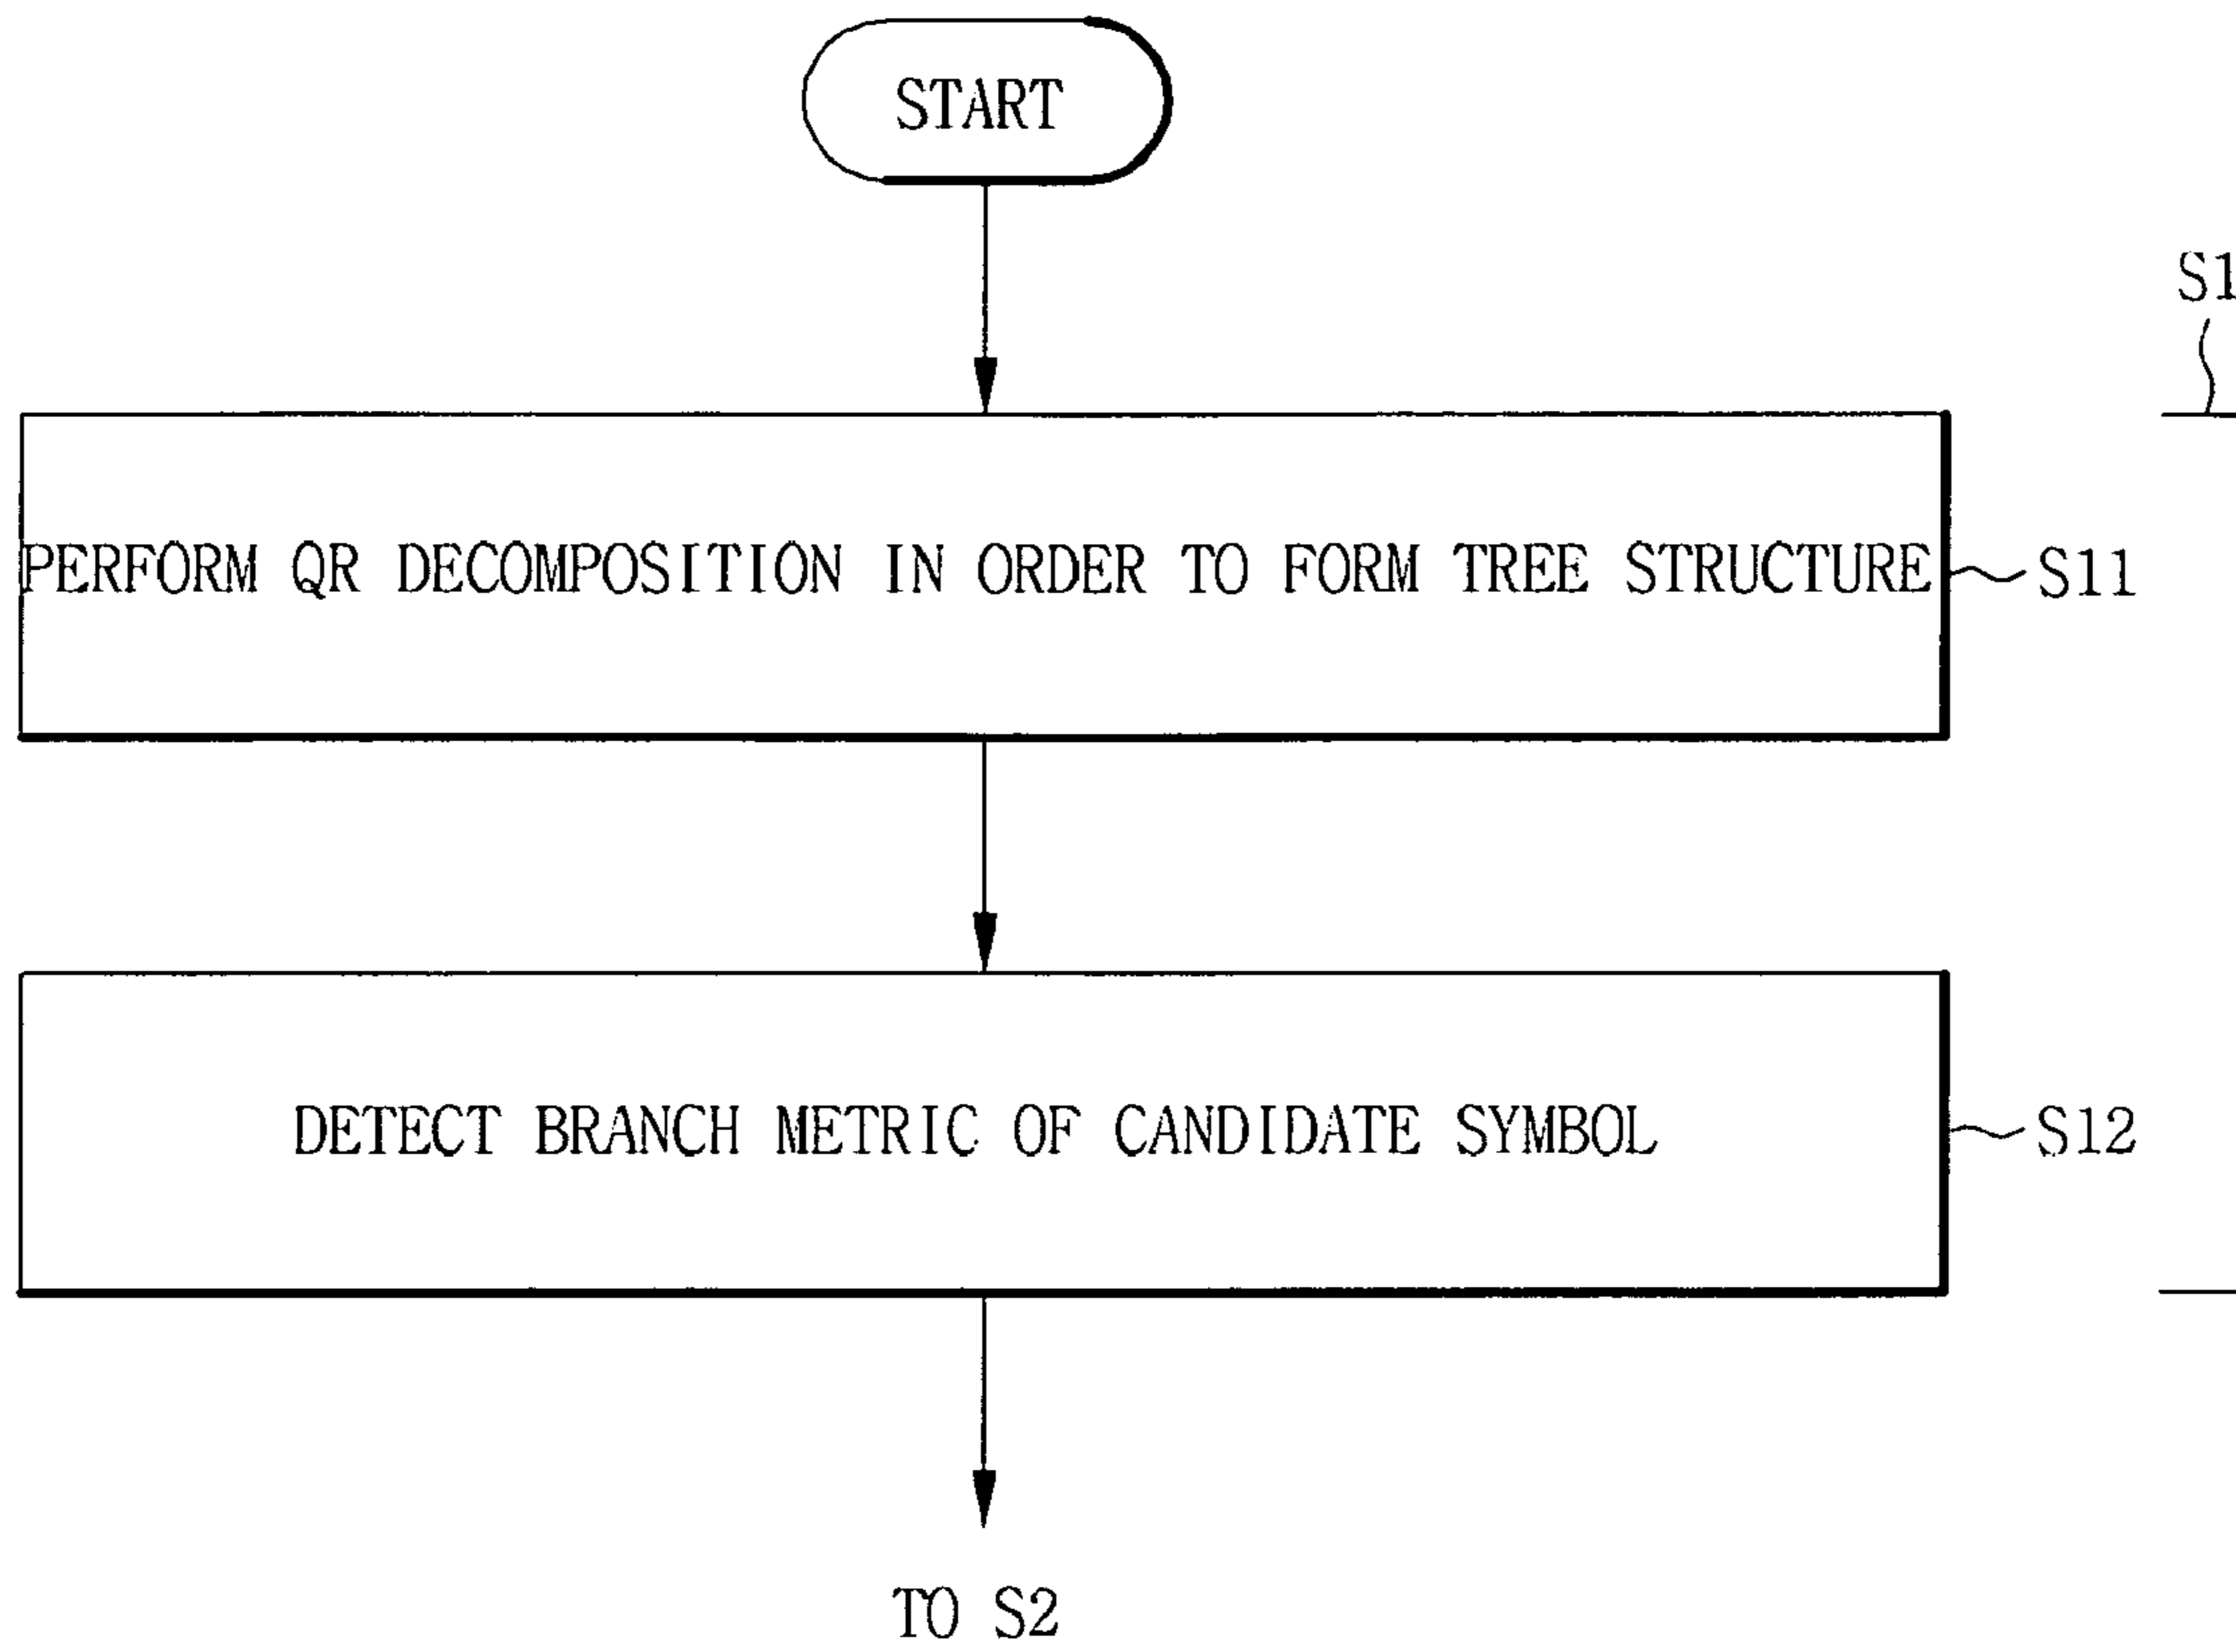 START
S1
PERFORM QR DECOMPOSITION IN ORDER TO FORM TREE STRUCTURE
S11
DETECT BRANCH METRIC OF CANDIDATE SYMBOL
S12
TO S2